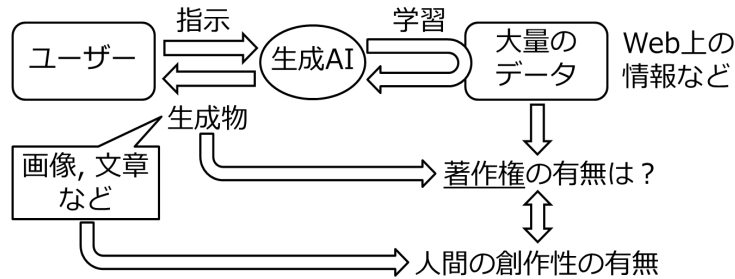 指示
学習
ユーザー
生成AI
大量の
データ
Web上の
情報など
生成物
画像, 文章
など
著作権の有無は？
人間の創作性の有無